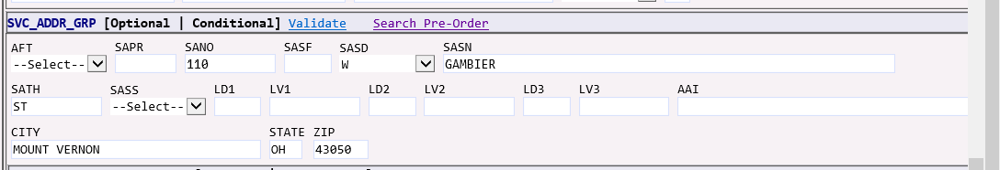 SVC_ADDR_GRP [Optional | Conditional] Validate Search Pre-Order
AFT SAPR SANO SASF SASD SASN
--Select-- 110 W GAMBIER
SATH SASS LD1 LV1 LD2 LV2 LD3 LV3 AAI
ST --Select--
CITY STATE ZIP
MOUNT VERNON OH 43050